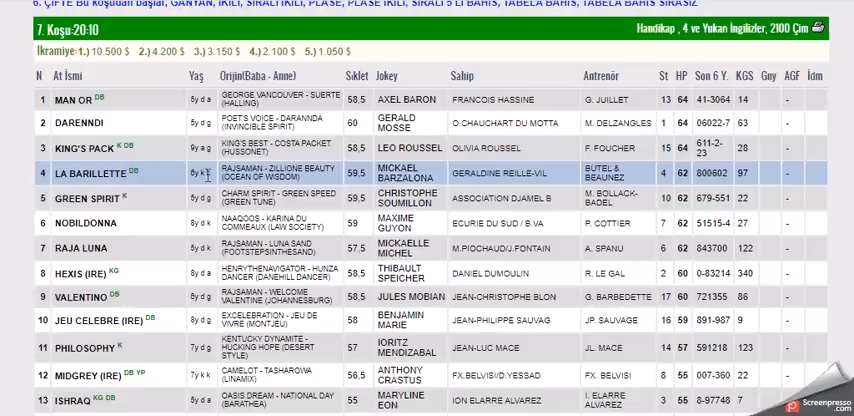 6. ÇİFTE Bu koşudan başlar, GANYAN, İKİLİ, SIRALI İKİLİ, PLASE, PLASE İKİLİ, SIRALI 5 Lİ BAHİS, TABELA BAHİS, TABELA BAHİS SIRASIZ
7. Koşu:20:10 Handikap , 4 ve Yukarı İngilizler, 2100 Çim
İkramiye:1.) 10.500 $ 2.) 4.200 $ 3.) 3.150 $ 4.) 2.100 $ 5.) 1.050 $
N At İsmi Yaş Orijin(Baba - Anne) Sıklet Jokey Sahip Antrenör St HP Son 6 Y. KGS Gny AGF İdm
1 MAN OR DB 6y d a GEORGE VANCOUVER - SUERTE (HALLING) 58,5 AXEL BARON FRANCOIS HASSINE G. JUILLET 13 64 41-3064 14 -
2 DARENNDI 5y d g POET'S VOICE - DARANNDA (INVINCIBLE SPIRIT) 60 GERALD MOSSE O.CHAUCHART DU MOTTA M. DELZANGLES 1 64 06022-7 63 -
3 KING'S PACK K DB 9y a g KING'S BEST - COSTA PACKET (HUSSONET) 58,5 LEO ROUSSEL OLIVIA ROUSSEL F. FOUCHER 15 64 611-2-23 28 -
4 LA BARILLETTE DB 6y k k RAJSAMAN - ZILLIONE BEAUTY (OCEAN OF WISDOM) 59,5 MICKAEL BARZALONA GERALDINE REILLE-VIL BUTEL & BEAUNEZ 4 62 800602 97 -
5 GREEN SPIRIT K 5y d g CHARM SPIRIT - GREEN SPEED (GREEN TUNE) 59,5 CHRISTOPHE SOUMILLON ASSOCIATION DJAMEL B M. BOLLACK-BADEL 10 62 679-551 22 -
6 NOBILDONNA 8y d k NAAQOOS - KARINA DU COMMEAUX (LAW SOCIETY) 59 MAXIME GUYON ECURIE DU SUD / B.VA P. COTTIER 7 62 51515-4 27 -
7 RAJA LUNA 5y d k RAJSAMAN - LUNA SAND (FOOTSTEPSINTHESAND) 57,5 MICKAELLE MICHEL M.PIOCHAUD/J.FONTAIN A. SPANU 6 62 843700 122 -
8 HEXIS (IRE) KG 8y d a HENRYTHENAVIGATOR - HUNZA DANCER (DANEHILL DANCER) 58,5 THIBAULT SPEICHER DANIEL DUMOULIN R. LE GAL 2 60 0-83214 340 -
9 VALENTINO DB 6y d g RAJSAMAN - WELCOME VALENTINE (JOHANNESBURG) 58,5 JULES MOBIAN JEAN-CHRISTOPHE BLON G. BARBEDETTE 17 60 721355 86 -
10 JEU CELEBRE (IRE) DB 6y d g EXCELEBRATION - JEU DE VIVRE (MONTJEU) 58 BENJAMIN MARIE JEAN-PHILIPPE SAUVAG JP. SAUVAGE 16 59 891-987 9 -
11 PHILOSOPHY K 7y d g KENTUCKY DYNAMITE - HUCKING HOPE (DESERT STYLE) 57 IORITZ MENDIZABAL JEAN-LUC MACE JL. MACE 14 57 591218 123 -
12 MIDGREY (IRE) DB YP 7y k k CAMELOT - TASHAROWA (LINAMIX) 56,5 ANTHONY CRASTUS FX.BELVISI/D.YESSAD FX. BELVISI 8 55 007-360 22 -
13 ISHRAQ KG DB 5y d a OASIS DREAM - NATIONAL DAY (BARATHEA) 55 MARYLINE EON ION ELARRE ALVAREZ I. ELARRE ALVAREZ 3 55 8-97748 7 -
Screenpresso
.com